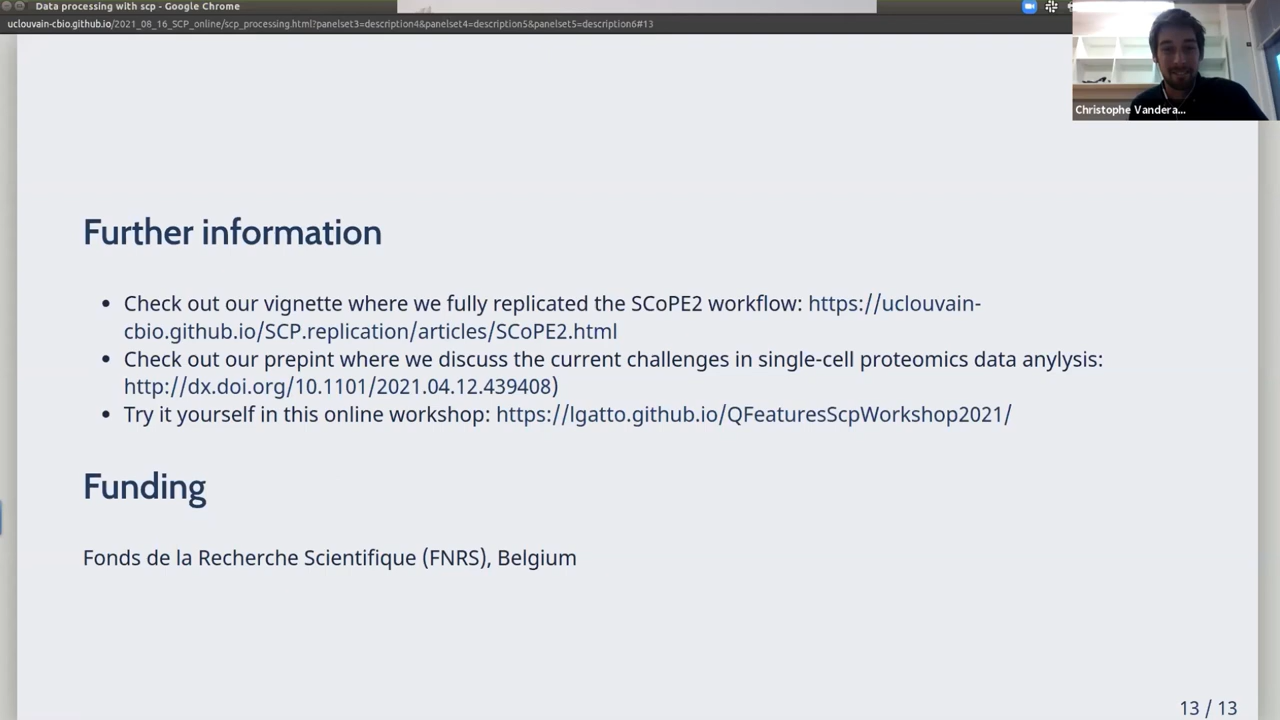 Data processing with scp - Google Chrome
uclouvain-cbio.github.io/2021_08_16_SCP_online/scp_processing.html?panelset3=description4&panelset4=description5&panelset5=description6#13
Christophe Vandera...
Further information
Check out our vignette where we fully replicated the SCoPE2 workflow: https://uclouvain-
cbio.github.io/SCP.replication/articles/SCoPE2.html
Check out our prepint where we discuss the current challenges in single-cell proteomics data anylysis:
http://dx.doi.org/10.1101/2021.04.12.439408)
Try it yourself in this online workshop: https://lgatto.github.io/QFeaturesScpWorkshop2021/
Funding
Fonds de la Recherche Scientifique (FNRS), Belgium
13 / 13